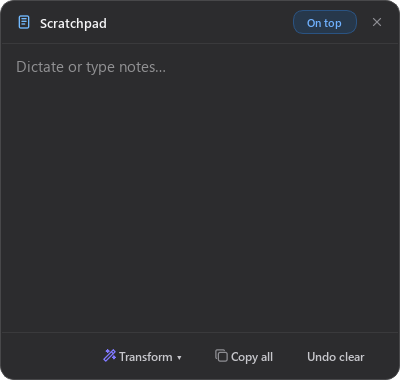 Scratchpad
On top
Dictate or type notes...
Transform
Copy all
Undo clear